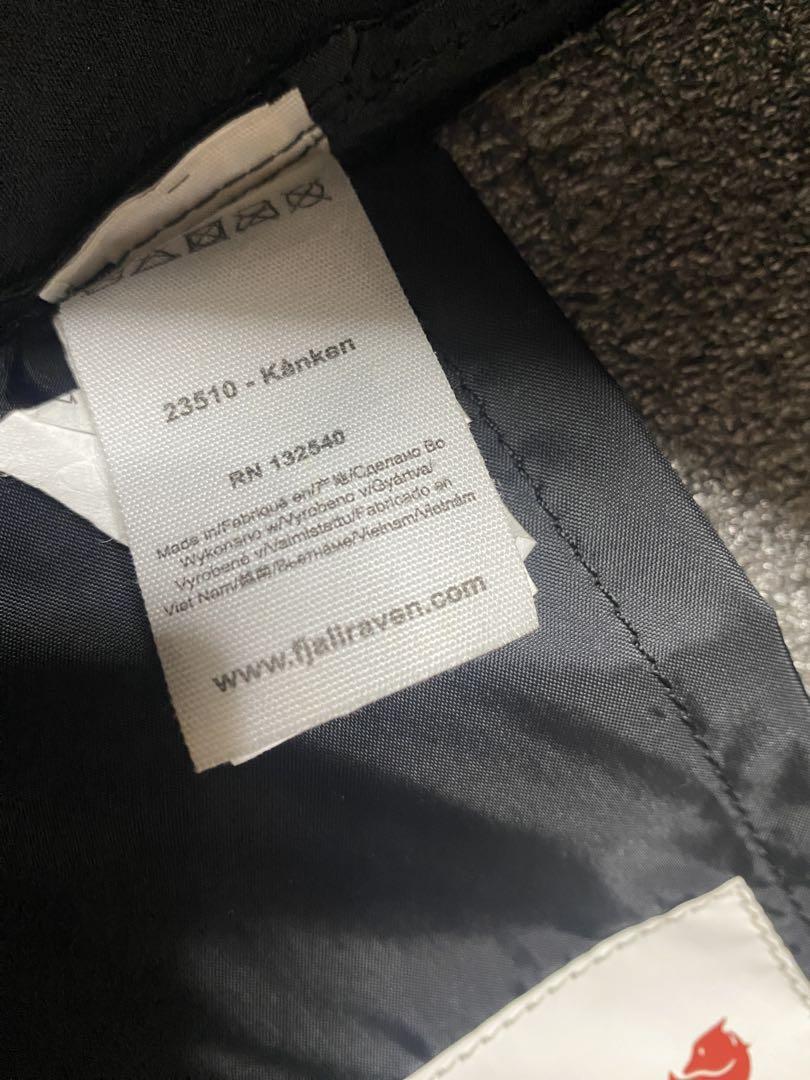 23510 - Kånken
RN 132540
Made in/Fabriqué en/产地/Сделано Во
Wykonano w/Vyrobeno v/Gyártva/
Vyrobené v/Valmistettu/Fabricado en
Viet Nam/越南/Вьетнаме/Vietnam/Vietnám
www.fjallraven.com